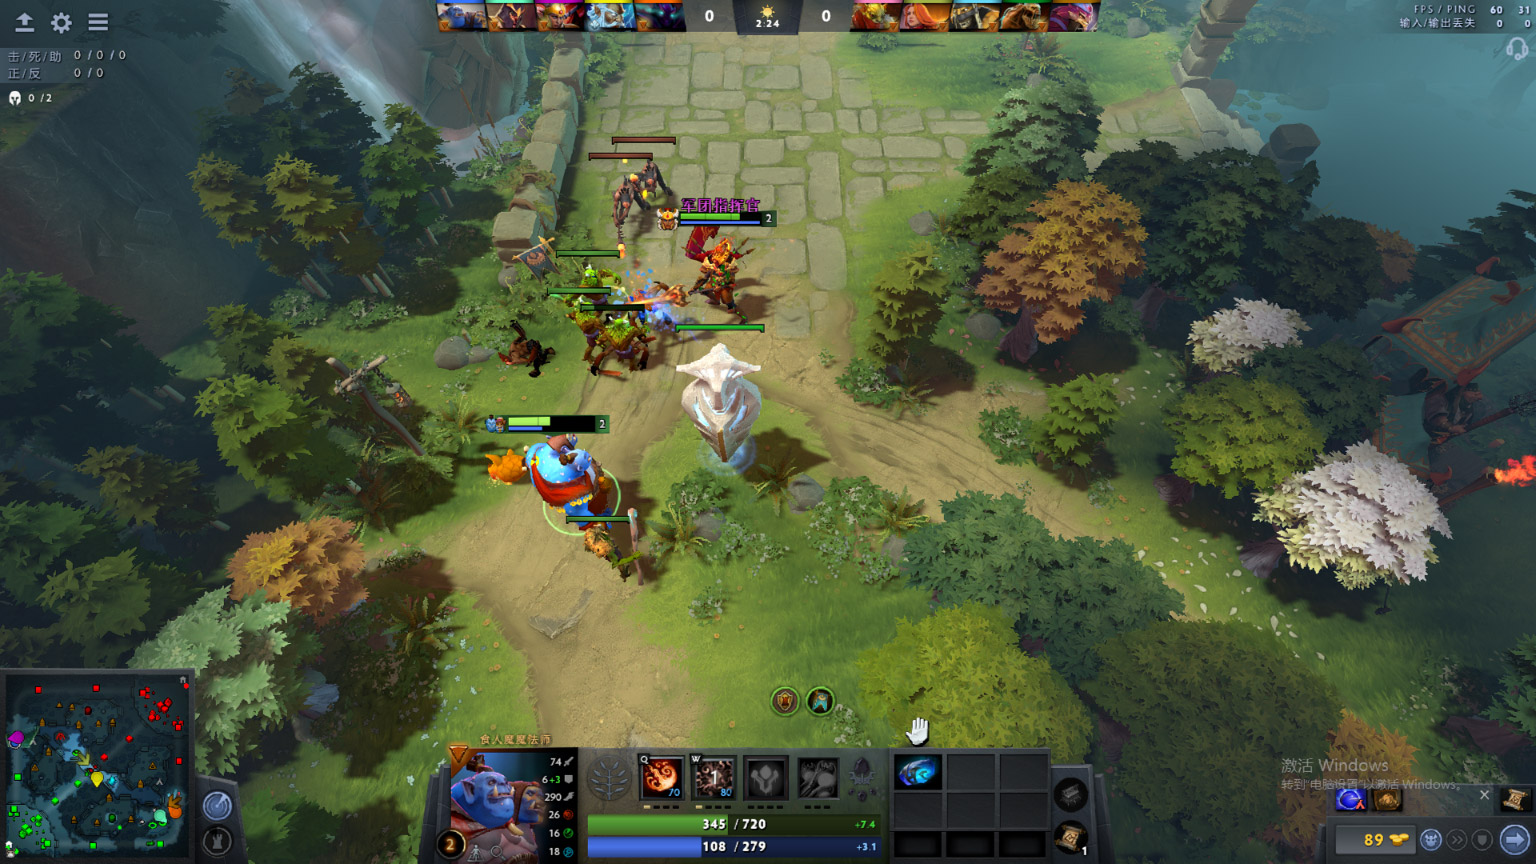 0
2:24
0
FPS / PING 60 31
输入/输出丢失 0 0
击/死/助 0 / 0 / 0
正/反 0 / 0
0 /2
军团指挥官
2
2
食人魔魔法师
74
6+3
290
26
16
18
2
Q
70
W
1
80
345 / 720
+7.4
108 / 279
+3.1
1
激活 Windows
转到"电脑设置"以激活 Windows。
89